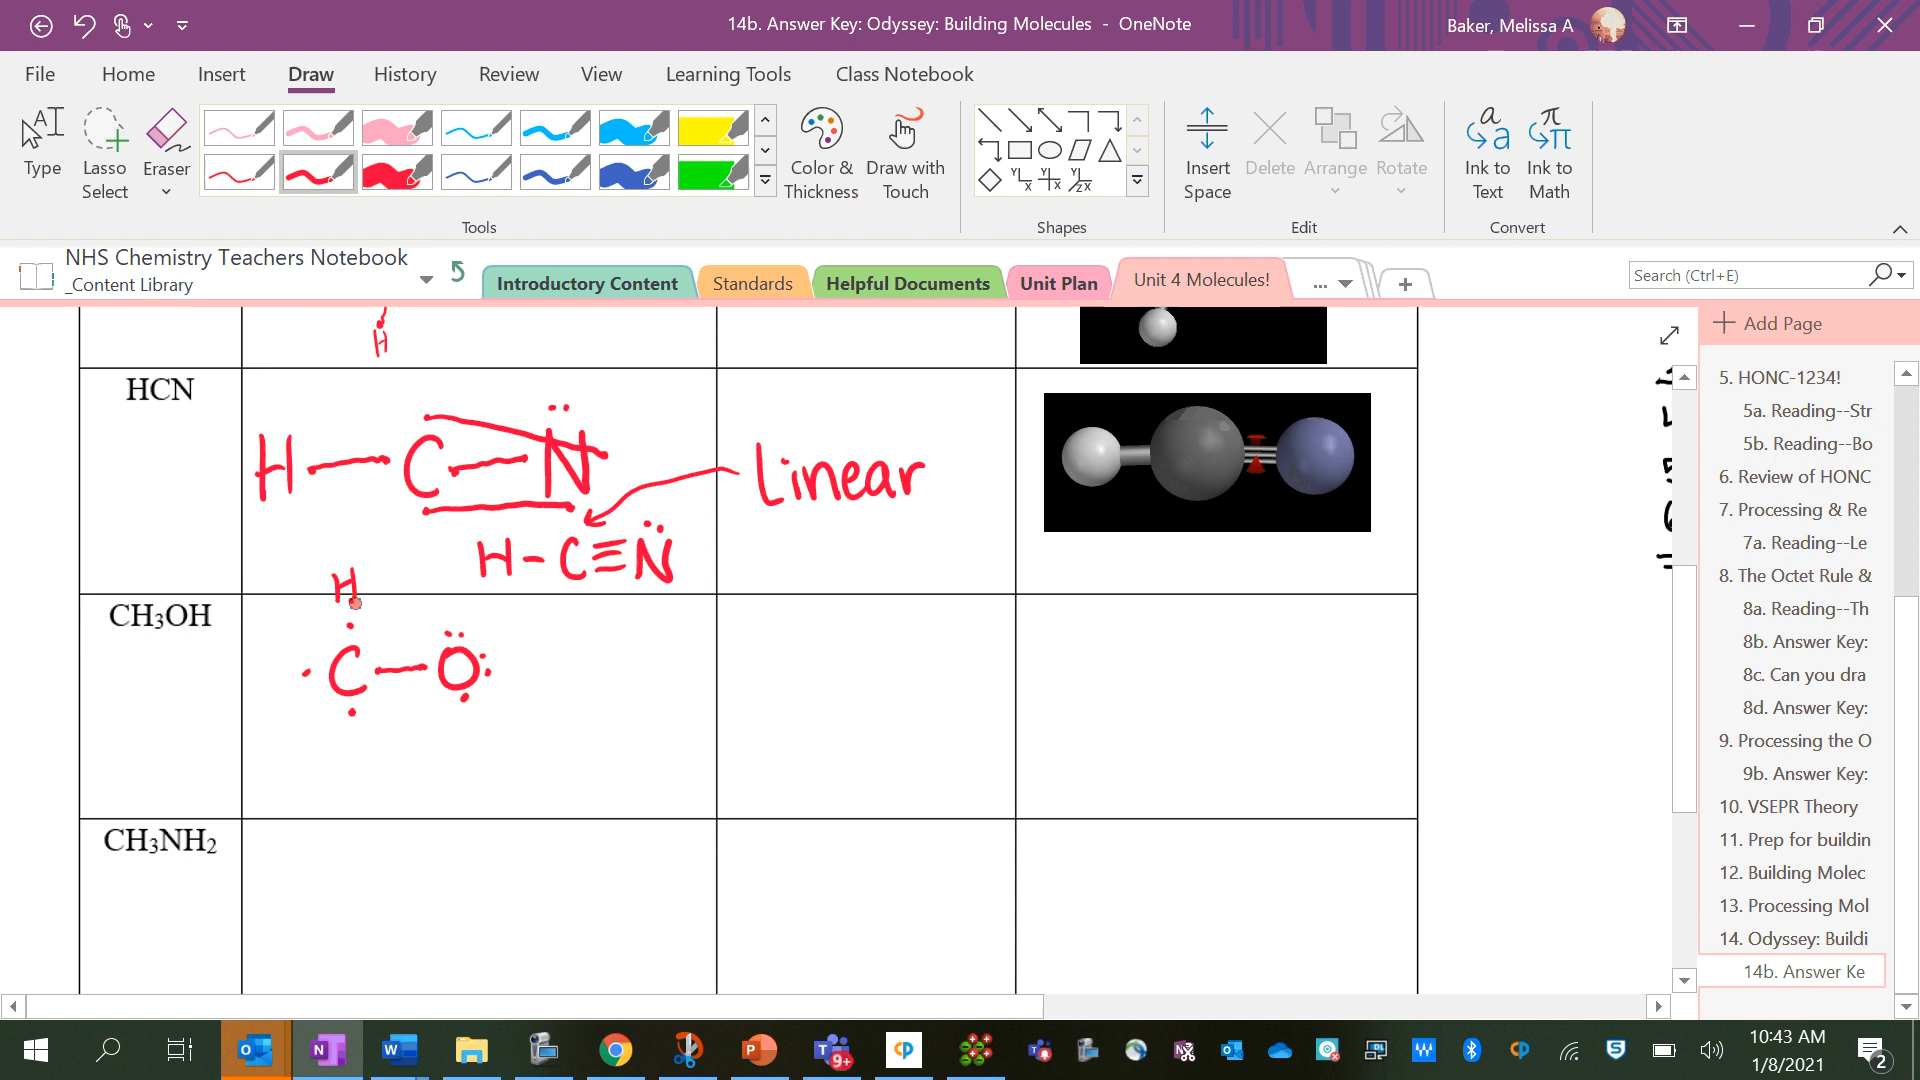 14b. Answer Key: Odyssey: Building Molecules - OneNote
Baker, Melissa A
File Home Insert Draw History Review View Learning Tools Class Notebook
Type
Lasso Select
Eraser
Color & Thickness
Draw with Touch
Insert Space
Delete
Arrange
Rotate
Ink to Text
Ink to Math
Tools
Shapes
Edit
Convert
NHS Chemistry Teachers Notebook
_Content Library
Introductory Content
Standards
Helpful Documents
Unit Plan
Unit 4 Molecules!
...
Search (Ctrl+E)
Add Page
H
HCN
H — C N
Linear
H - C ≡ N
H
CH₃OH
C — O
CH₃NH₂
5. HONC-1234!
5a. Reading--Str
5b. Reading--Bo
6. Review of HONC
7. Processing & Re
7a. Reading--Le
8. The Octet Rule &
8a. Reading--Th
8b. Answer Key:
8c. Can you dra
8d. Answer Key:
9. Processing the O
9b. Answer Key:
10. VSEPR Theory
11. Prep for buildin
12. Building Molec
13. Processing Mol
14. Odyssey: Buildi
14b. Answer Ke
10:43 AM
1/8/2021
9+
2